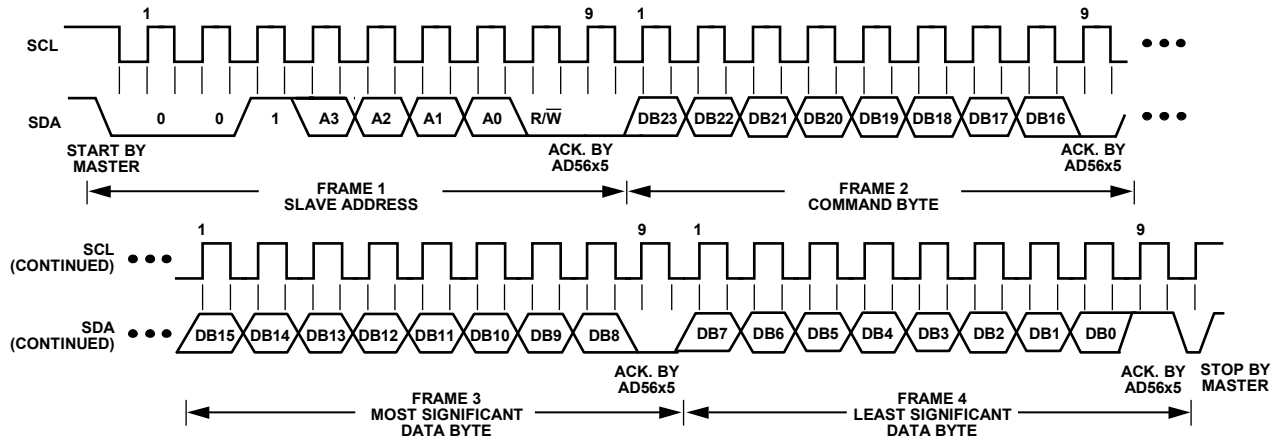 1 9 1 9
SCL
SDA 0 0 1 A3 A2 A1 A0 R/W̅ DB23 DB22 DB21 DB20 DB19 DB18 DB17 DB16
START BY
MASTER
ACK. BY
AD56x5
ACK. BY
AD56x5
FRAME 1
SLAVE ADDRESS
FRAME 2
COMMAND BYTE
1 9 1 9
SCL
(CONTINUED)
SDA
(CONTINUED)
DB15 DB14 DB13 DB12 DB11 DB10 DB9 DB8 DB7 DB6 DB5 DB4 DB3 DB2 DB1 DB0
ACK. BY
AD56x5
ACK. BY
AD56x5
STOP BY
MASTER
FRAME 3
MOST SIGNIFICANT
DATA BYTE
FRAME 4
LEAST SIGNIFICANT
DATA BYTE